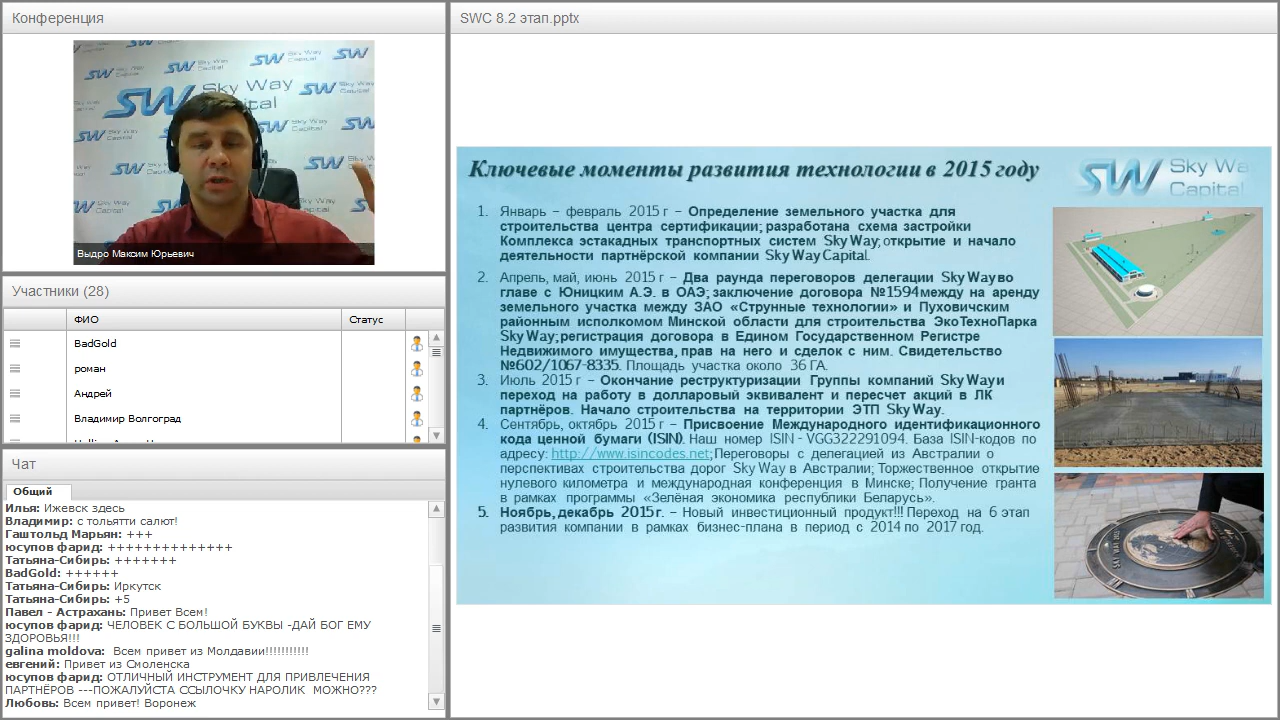 Конференция
SW Sky Way Capital
Выдро Максим Юрьевич
Участники (28)
ФИО Статус
BadGold
роман
Андрей
Владимир Волгоград
Чат
Общий
Илья: Ижевск здесь
Владимир: с тольятти салют!
Гаштольд Марьян: +++
юсупов фарид: ++++++++++++++
Татьяна-Сибирь: +++++++
BadGold: ++++++
Татьяна-Сибирь: Иркутск
Татьяна-Сибирь: +5
Павел - Астрахань: Привет Всем!
юсупов фарид: ЧЕЛОВЕК С БОЛЬШОЙ БУКВЫ -ДАЙ БОГ ЕМУ
ЗДОРОВЬЯ!!!
galina moldova: Всем привет из Молдавии!!!!!!!!!!!
евгений: Привет из Смоленска
юсупов фарид: ОТЛИЧНЫЙ ИНСТРУМЕНТ ДЛЯ ПРИВЛЕЧЕНИЯ
ПАРТНЁРОВ ---ПОЖАЛУЙСТА ССЫЛОЧКУ НАРОЛИК МОЖНО???
Любовь: Всем привет! Воронеж
SWC 8.2 этап.pptx
Ключевые моменты развития технологии в 2015 году
SW Sky Wa
Capital
1. Январь – февраль 2015 г – Определение земельного участка для
строительства центра сертификации; разработана схема застройки
Комплекса эстакадных транспортных систем Sky Way; открытие и начало
деятельности партнёрской компании Sky Way Capital.
2. Апрель, май, июнь 2015 г – Два раунда переговоров делегации Sky Way во
главе с Юницким А.Э. в ОАЭ; заключение договора №1594 между на аренду
земельного участка между ЗАО «Струнные технологии» и Пуховичским
районным исполкомом Минской области для строительства ЭкоТехноПарка
Sky Way; регистрация договора в Едином Государственном Регистре
Недвижимого имущества, прав на него и сделок с ним. Свидетельство
№602/1067-8335. Площадь участка около 36 ГА.
3. Июль 2015 г – Окончание реструктуризации Группы компаний Sky Way и
переход на работу в долларовый эквивалент и пересчет акций в ЛК
партнёров. Начало строительства на территории ЭТП Sky Way.
4. Сентябрь, октябрь 2015 г – Присвоение Международного идентификационного
кода ценной бумаги (ISIN). Наш номер ISIN - VGG322291094. База ISIN-кодов по
адресу: http://www.isincodes.net; Переговоры с делегацией из Австралии о
перспективах строительства дорог Sky Way в Австралии; Торжественное открытие
нулевого километра и международная конференция в Минске; Получение гранта
в рамках программы «Зелёная экономика республики Беларусь».
5. Ноябрь, декабрь 2015 г. – Новый инвестиционный продукт!!! Переход на 6 этап
развития компании в рамках бизнес-плана в период с 2014 по 2017 год.